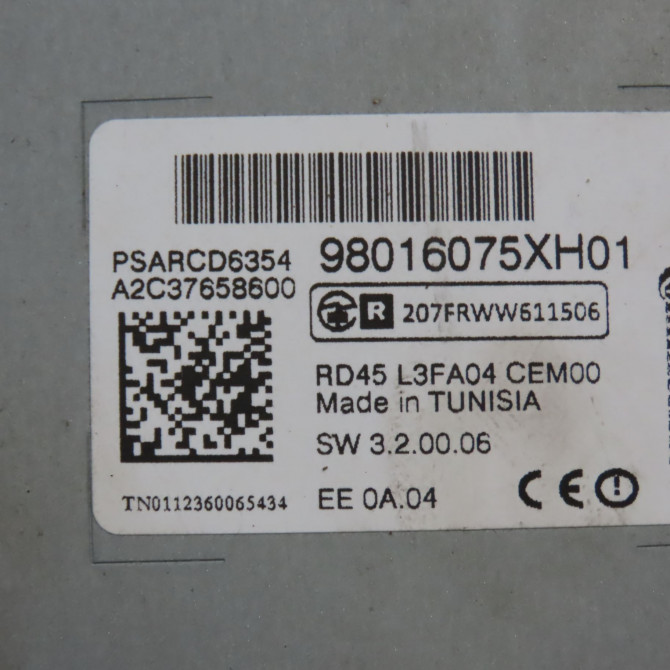 PSARCD6354 98016075XH01
A2C37658600
R 207FRWW611506
RD45 L3FA04 CEM00
Made in TUNISIA
SW 3.2.00.06
TN0112360065434 EE 0A.04 CE